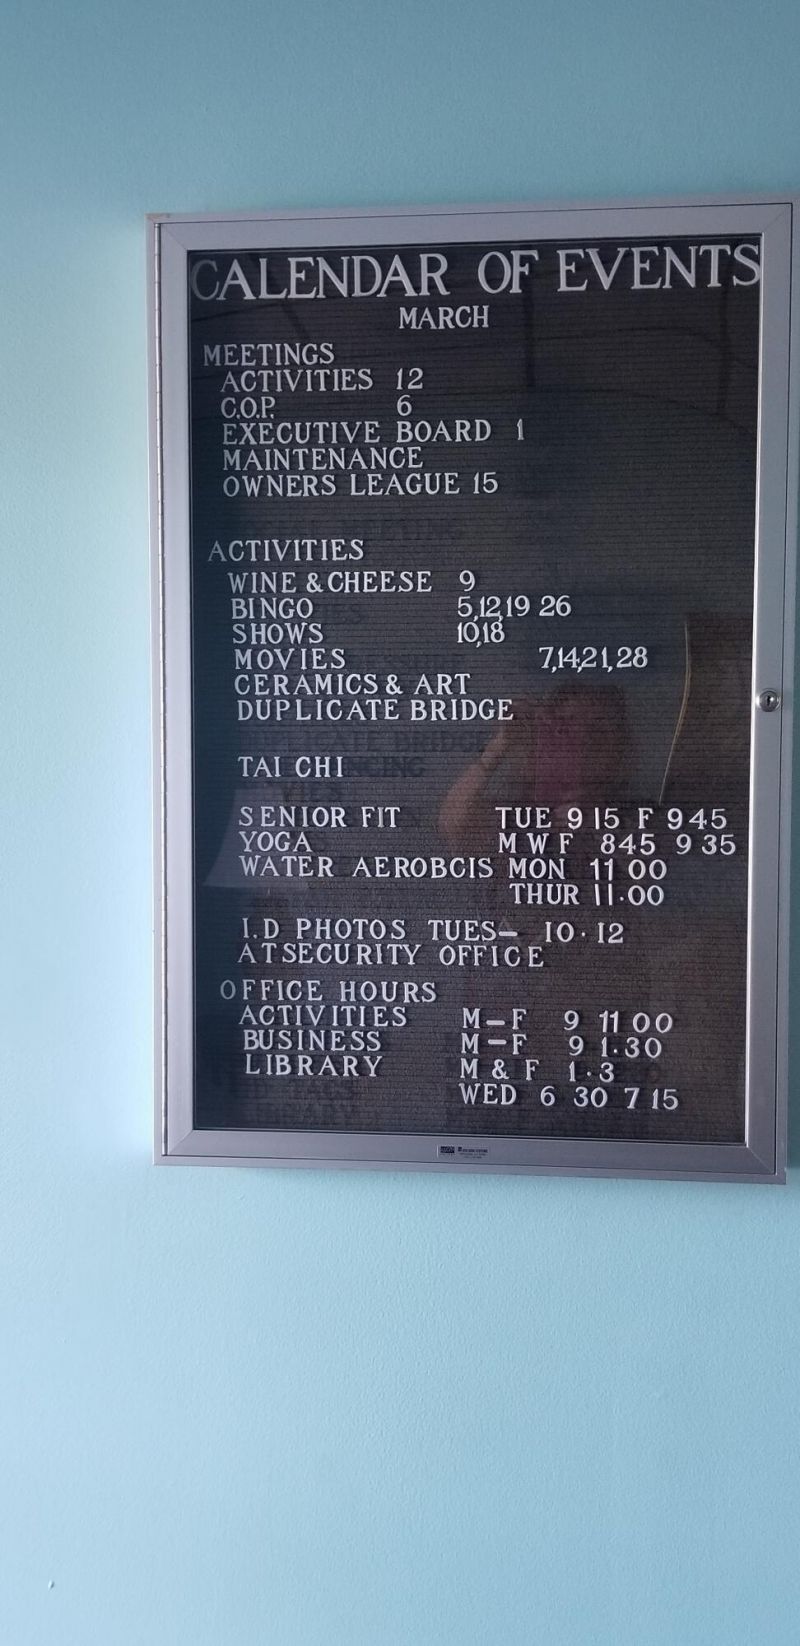 CALENDAR OF EVENTS
MARCH
MEETINGS
ACTIVITIES 12
C.O.P. 6
EXECUTIVE BOARD 1
MAINTENANCE
OWNERS LEAGUE 15
ACTIVITIES
WINE & CHEESE 9
BINGO 5,12,19 26
SHOWS 10,18
MOVIES 7,14,21,28
CERAMICS & ART
DUPLICATE BRIDGE
TAI CHI
SENIOR FIT TUE 9 15 F 9 45
YOGA M W F 845 9 35
WATER AEROBCIS MON 11 00
THUR 11·00
I.D PHOTOS TUES– 10·12
AT SECURITY OFFICE
OFFICE HOURS
ACTIVITIES M–F 9 11 00
BUSINESS M–F 9 1·30
LIBRARY M & F 1·3
WED 6 30 7 15